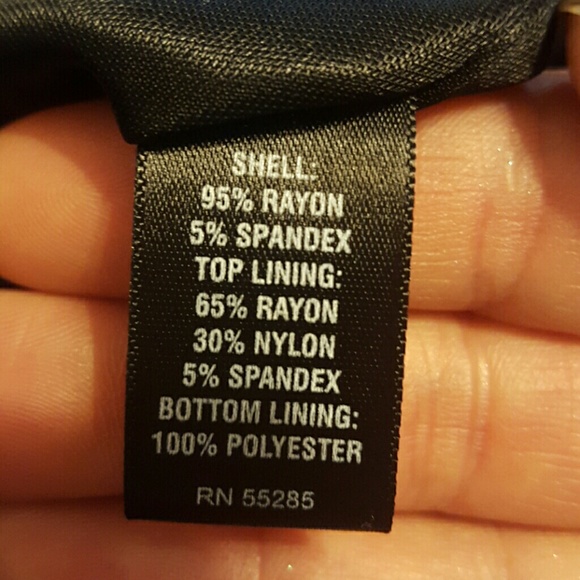 SHELL:
95% RAYON
5% SPANDEX
TOP LINING:
65% RAYON
30% NYLON
5% SPANDEX
BOTTOM LINING:
100% POLYESTER
RN 55285